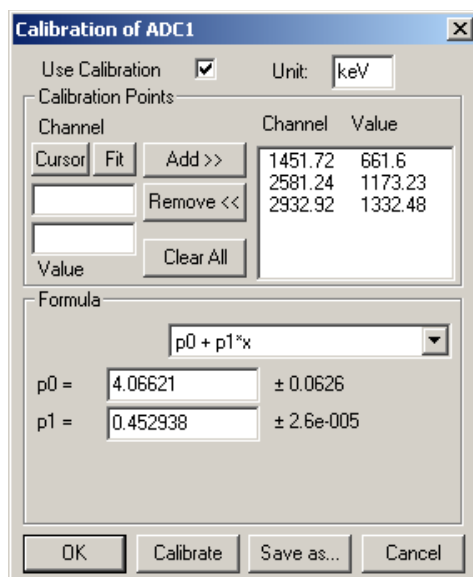 Calibration of ADC1
Use Calibration Unit: keV
Calibration Points
Channel
Channel Value
Cursor Fit Add >>
1451.72 661.6
2581.24 1173.23
2932.92 1332.48
Remove <<
Clear All
Value
Formula
p0 + p1*x
p0 = 4.06621 ± 0.0626
p1 = 0.452938 ± 2.6e-005
OK Calibrate Save as... Cancel